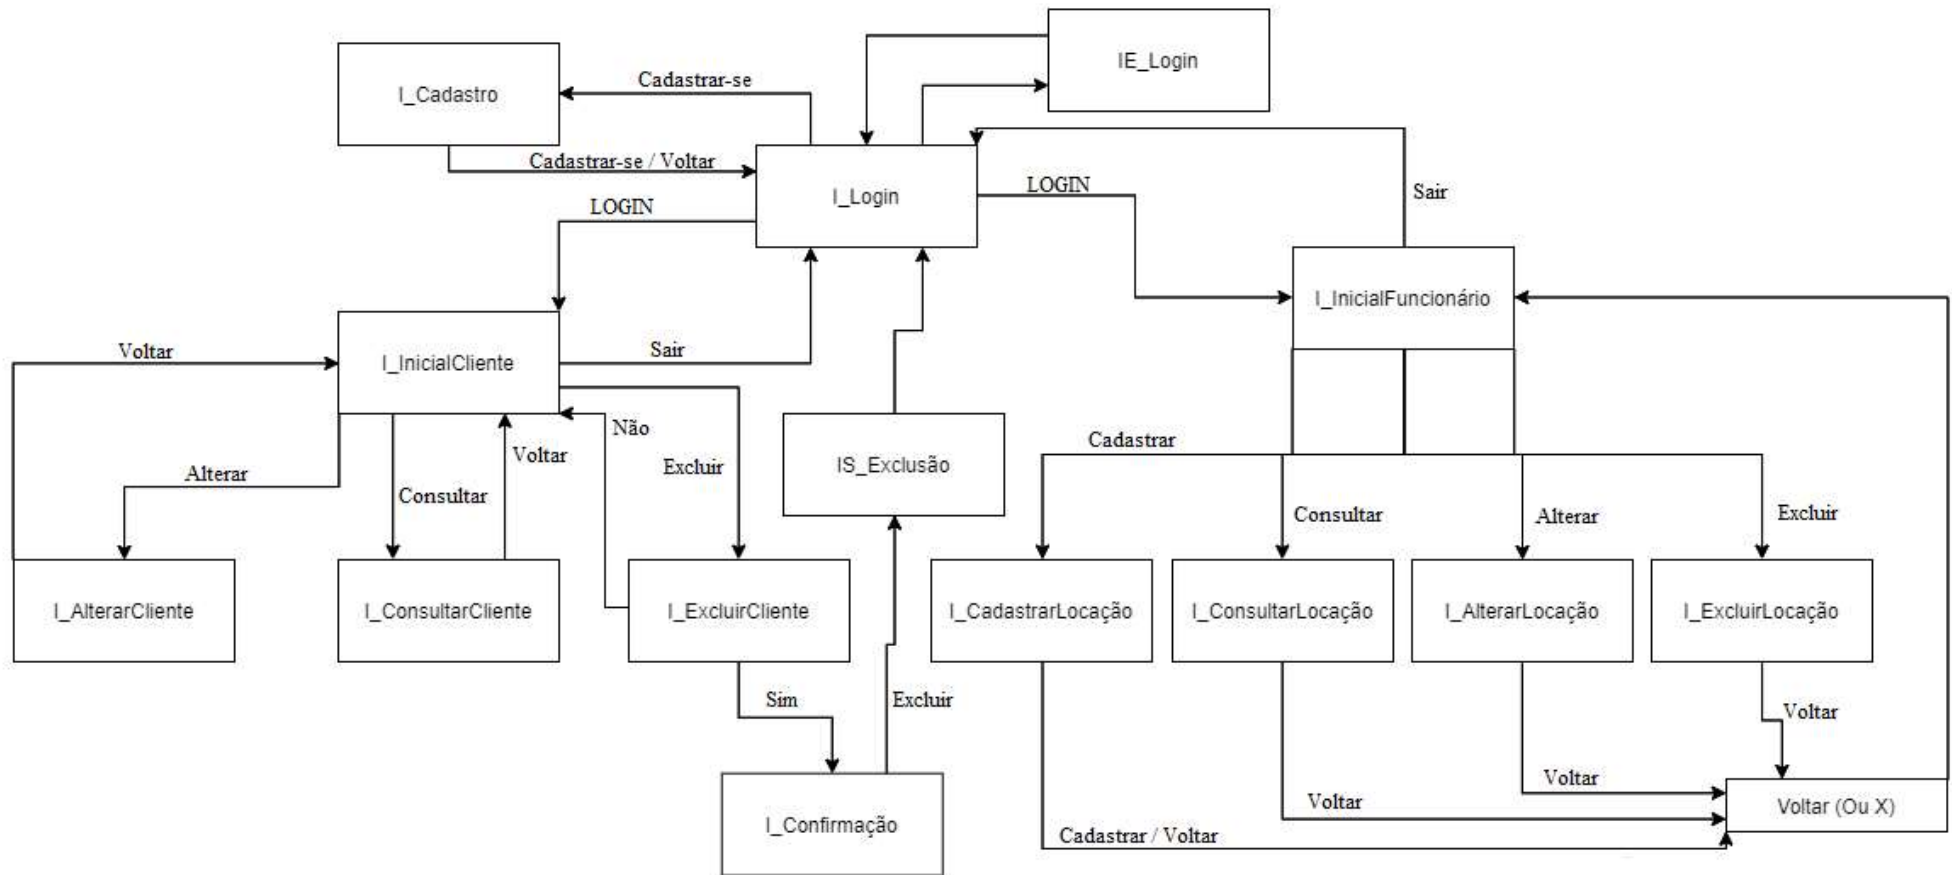 IE_Login
Cadastrar-se
I_Cadastro
Cadastrar-se / Voltar
I_Login
LOGIN
LOGIN
Sair
I_InicialFuncionário
Voltar
I_InicialCliente
Sair
Não
Cadastrar
Voltar
Excluir
IS_Exclusão
Alterar
Consultar
Consultar
Alterar
Excluir
I_AlterarCliente
I_ConsultarCliente
I_ExcluirCliente
I_CadastrarLocação
I_ConsultarLocação
I_AlterarLocação
I_ExcluirLocação
Sim
Excluir
Voltar
Voltar
Voltar
Voltar (Ou X)
I_Confirmação
Cadastrar / Voltar